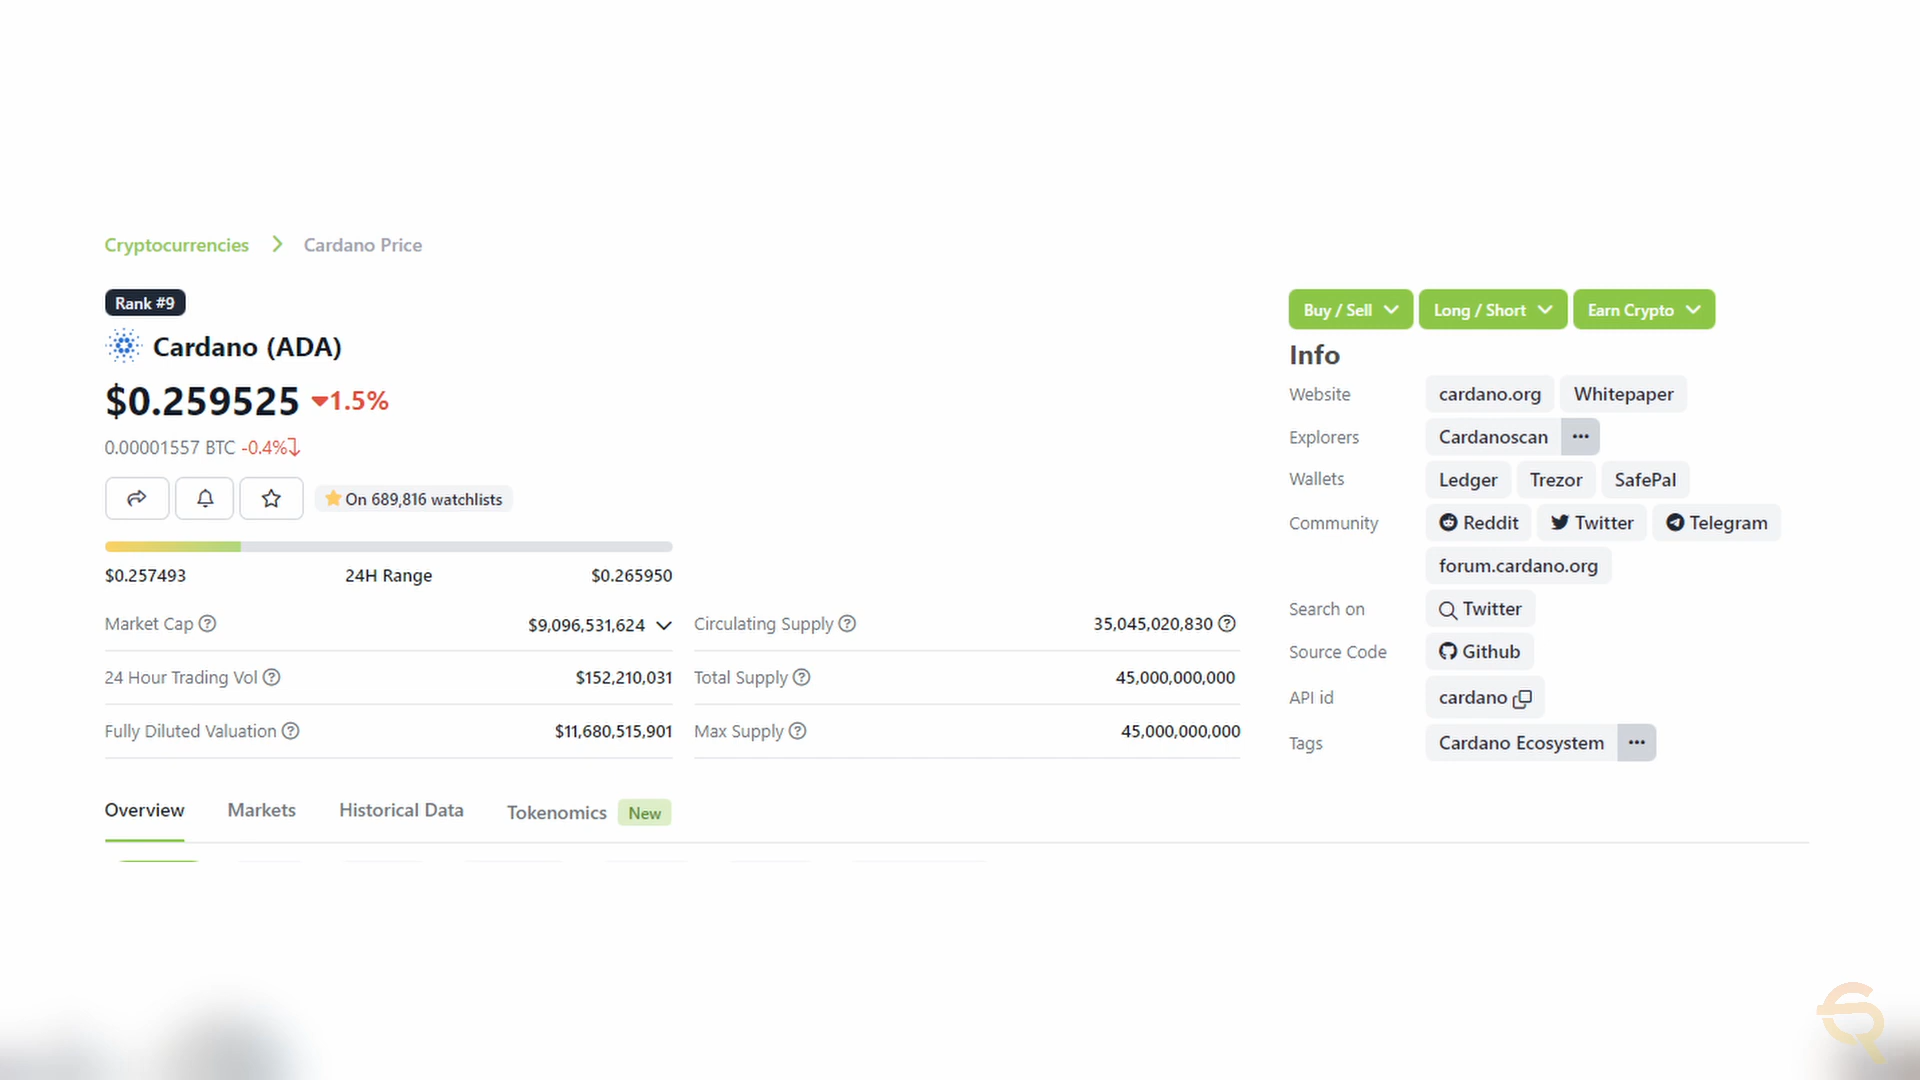 Cryptocurrencies > Cardano Price
Rank #9
Cardano (ADA)
$0.259525 1.5%
0.00001557 BTC -0.4%
On 689,816 watchlists
$0.257493 24H Range $0.265950
Market Cap $9,096,531,624
24 Hour Trading Vol $152,210,031
Fully Diluted Valuation $11,680,515,901
Circulating Supply 35,045,020,830
Total Supply 45,000,000,000
Max Supply 45,000,000,000
Buy / Sell Long / Short Earn Crypto
Info
Website cardano.org Whitepaper
Explorers Cardanoscan ...
Wallets Ledger Trezor SafePal
Community Reddit Twitter Telegram
forum.cardano.org
Search on Twitter
Source Code Github
API id cardano
Tags Cardano Ecosystem ...
Overview Markets Historical Data Tokenomics New